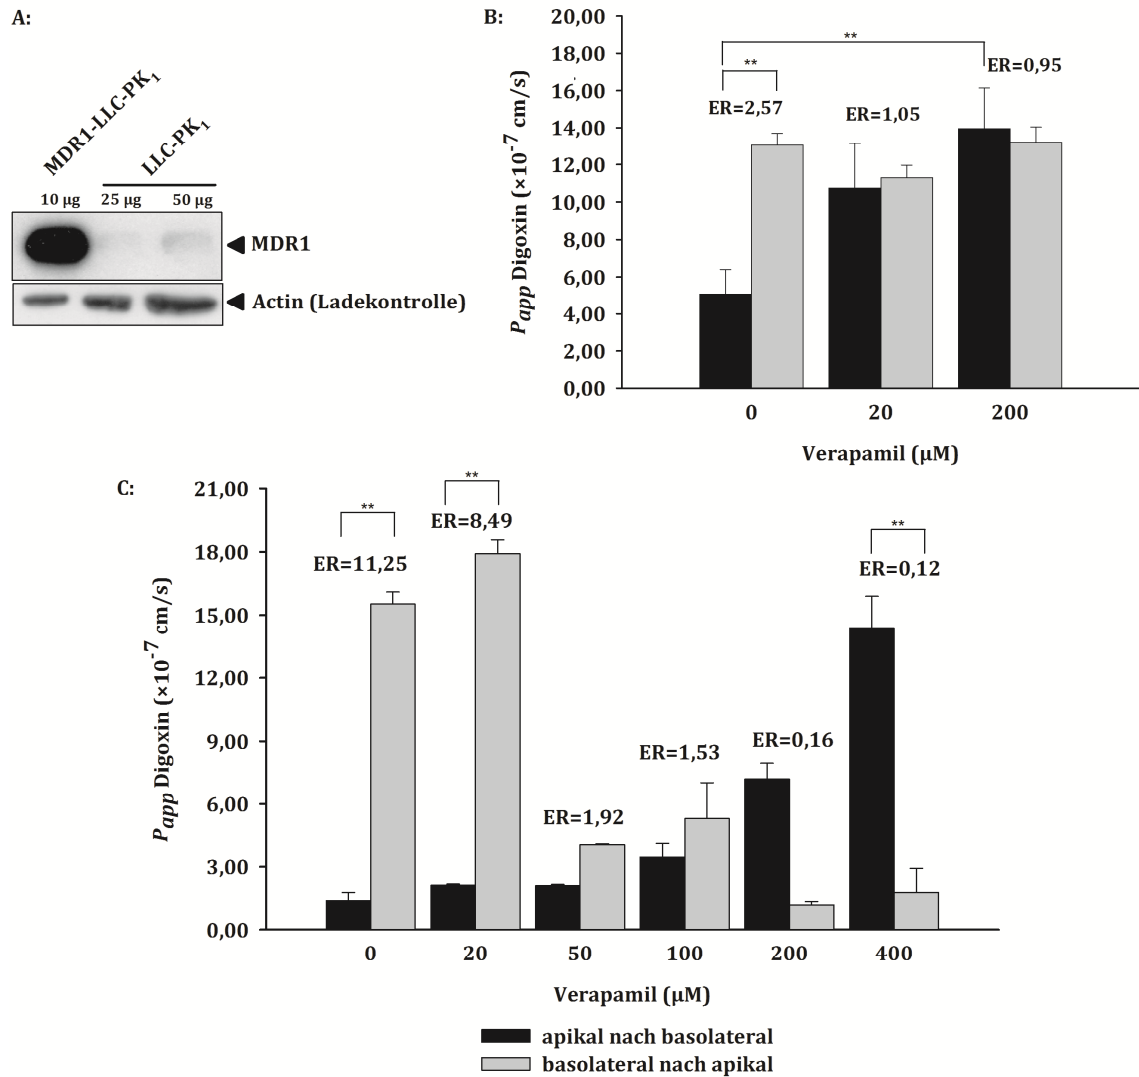 A:
MDR1-LLC-PK₁
LLC-PK₁
10 µg 25 µg 50 µg
MDR1
Actin (Ladekontrolle)
B:
P_app Digoxin (×10⁻⁷ cm/s)
20,00
18,00
16,00
14,00
12,00
10,00
8,00
6,00
4,00
2,00
0,00
**
**
ER=2,57
ER=1,05
ER=0,95
0 20 200
Verapamil (µM)
C:
P_app Digoxin (×10⁻⁷ cm/s)
21,00
18,00
15,00
12,00
9,00
6,00
3,00
0,00
**
ER=11,25
**
ER=8,49
ER=1,92
ER=1,53
ER=0,16
**
ER=0,12
0 20 50 100 200 400
Verapamil (µM)
apikal nach basolateral
basolateral nach apikal